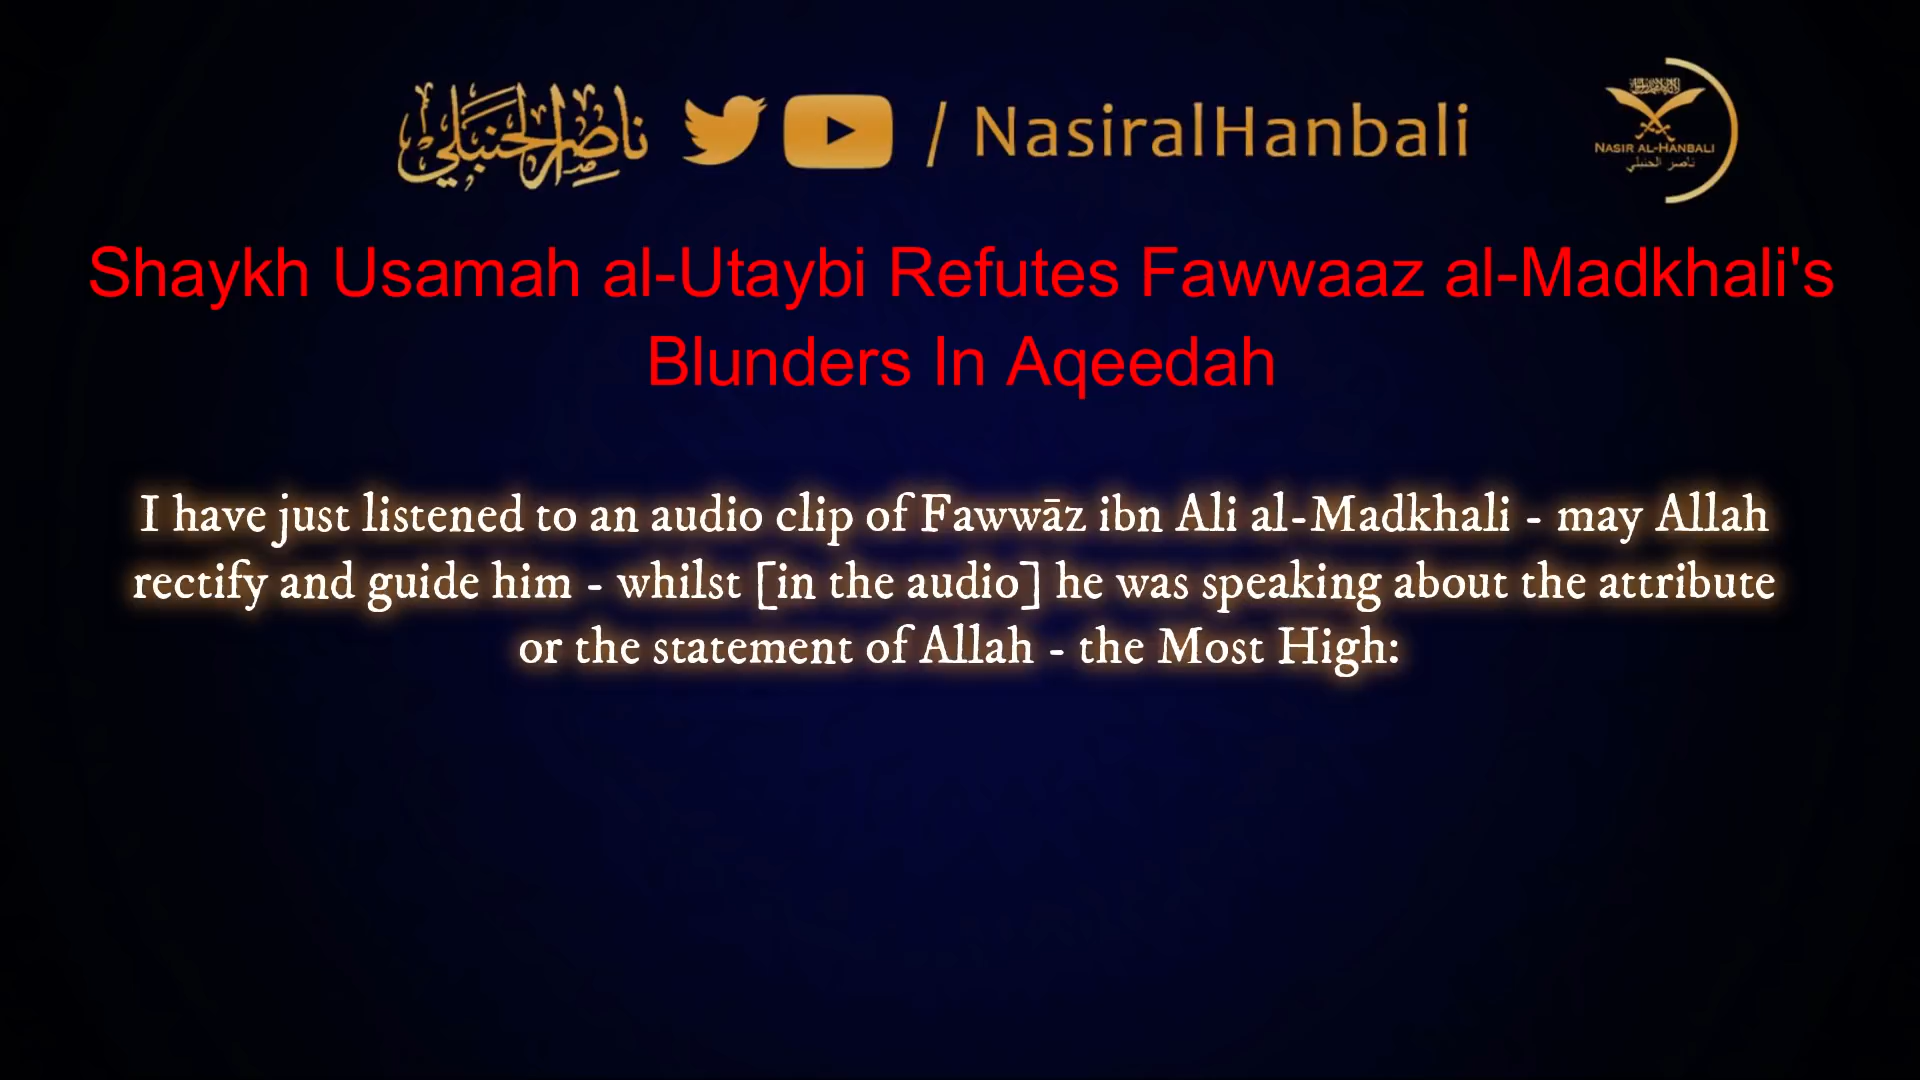 ناصر الحنبلي / NasiralHanbali
NASIR AL-HANBALI
ناصر الحنبلي
Shaykh Usamah al-Utaybi Refutes Fawwaaz al-Madkhali's
Blunders In Aqeedah
I have just listened to an audio clip of Fawwāz ibn Ali al-Madkhali - may Allah
rectify and guide him - whilst [in the audio] he was speaking about the attribute
or the statement of Allah - the Most High: